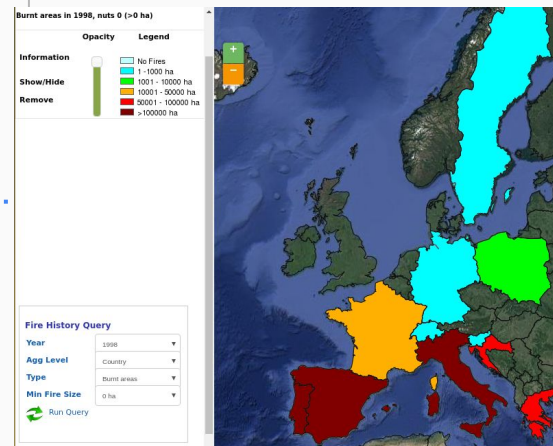 Burnt areas in 1998, nuts 0 (>0 ha)
Opacity Legend
Information
Show/Hide
Remove
No Fires
1 - 1000 ha
1001 - 10000 ha
10001 - 50000 ha
50001 - 100000 ha
>100000 ha
+
−
Fire History Query
Year 1998
Agg Level Country
Type Burnt areas
Min Fire Size 0 ha
Run Query